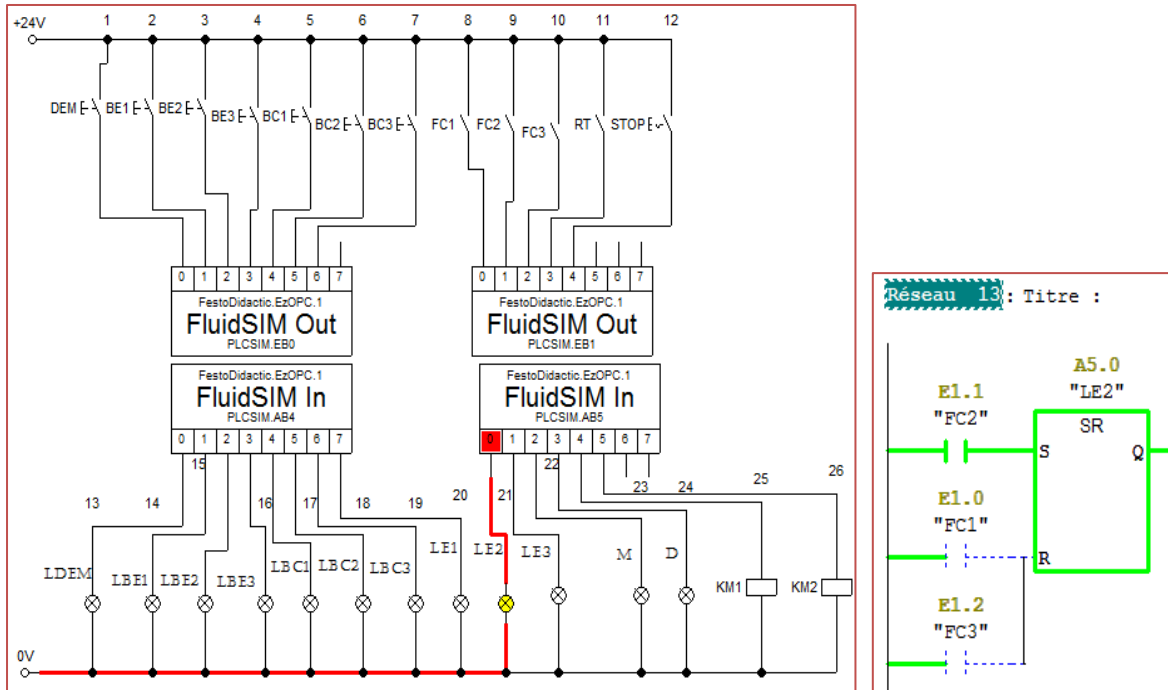 +24V 1 2 3 4 5 6 7 8 9 10 11 12
DEM BE1 BE2 BE3 BC1 BC2 BC3 FC1 FC2 FC3 RT STOP
0 1 2 3 4 5 6 7
FestoDidactic.EzOPC.1
FluidSIM Out
PLCSIM.EB0
0 1 2 3 4 5 6 7
FestoDidactic.EzOPC.1
FluidSIM Out
PLCSIM.EB1
FestoDidactic.EzOPC.1
FluidSIM In
PLCSIM.AB4
0 1 2 3 4 5 6 7
FestoDidactic.EzOPC.1
FluidSIM In
PLCSIM.AB5
0 1 2 3 4 5 6 7
13 14 15 16 17 18 19 20 21 22 23 24 25 26
LDEM LBE1 LBE2 LBE3 LBC1 LBC2 LBC3 LE1 LE2 LE3 M D KM1 KM2
0V
Réseau 13: Titre :
A5.0
"LE2"
E1.1
"FC2"
SR
S Q
E1.0
"FC1"
R
E1.2
"FC3"